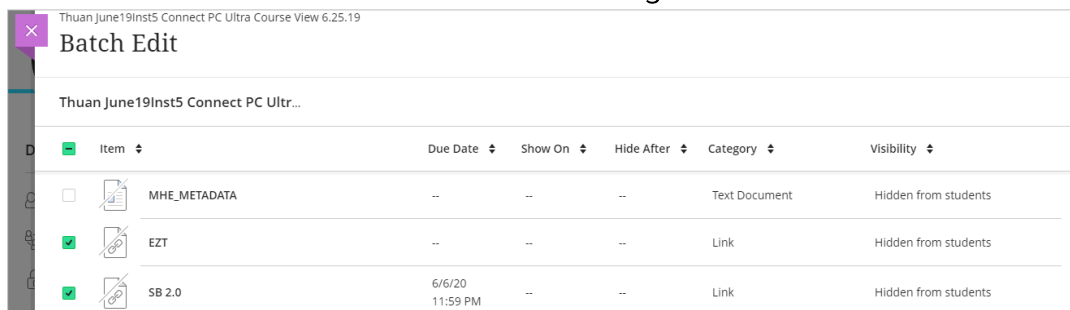 Thuan June19Inst5 Connect PC Ultra Course View 6.25.19
Batch Edit
Thuan June19Inst5 Connect PC Ultr...
Item Due Date Show On Hide After Category Visibility
MHE_METADATA -- -- -- Text Document Hidden from students
EZT -- -- -- Link Hidden from students
SB 2.0 6/6/20 11:59 PM -- -- Link Hidden from students